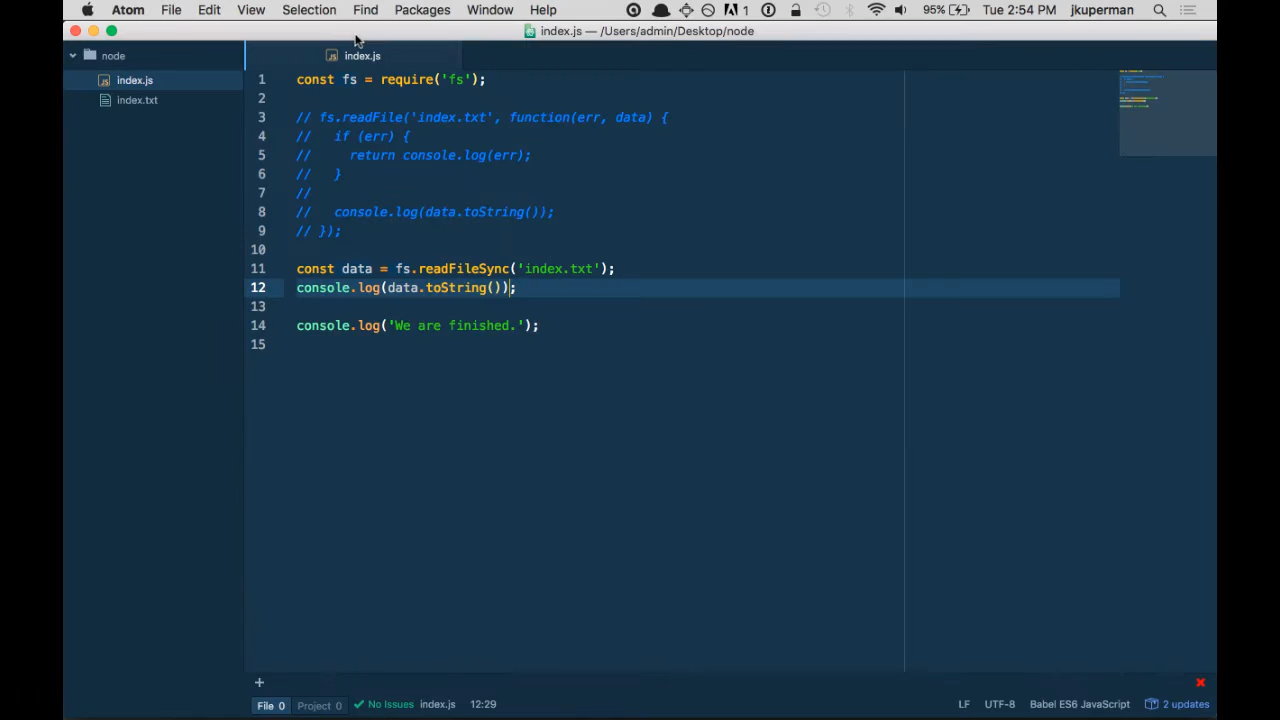 Atom File Edit View Selection Find Packages Window Help 1 95% Tue 2:54 PM jkuperman
index.js — /Users/admin/Desktop/node
node
index.js
index.txt
index.js
1 const fs = require('fs');
2
3 // fs.readFile('index.txt', function(err, data) {
4 //   if (err) {
5 //     return console.log(err);
6 //   }
7 //
8 //   console.log(data.toString());
9 // });
10
11 const data = fs.readFileSync('index.txt');
12 console.log(data.toString());
13
14 console.log('We are finished.');
15
+
File 0 Project 0 No Issues index.js 12:29 LF UTF-8 Babel ES6 JavaScript 2 updates